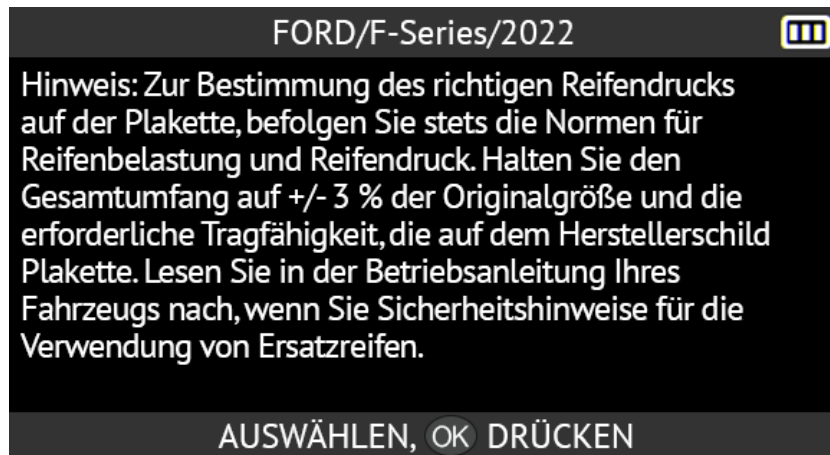 FORD/F-Series/2022
Hinweis: Zur Bestimmung des richtigen Reifendrucks
auf der Plakette, befolgen Sie stets die Normen für
Reifenbelastung und Reifendruck. Halten Sie den
Gesamtumfang auf +/- 3 % der Originalgröße und die
erforderliche Tragfähigkeit, die auf dem Herstellerschild
Plakette. Lesen Sie in der Betriebsanleitung Ihres
Fahrzeugs nach, wenn Sie Sicherheitshinweise für die
Verwendung von Ersatzreifen.
AUSWÄHLEN, OK DRÜCKEN